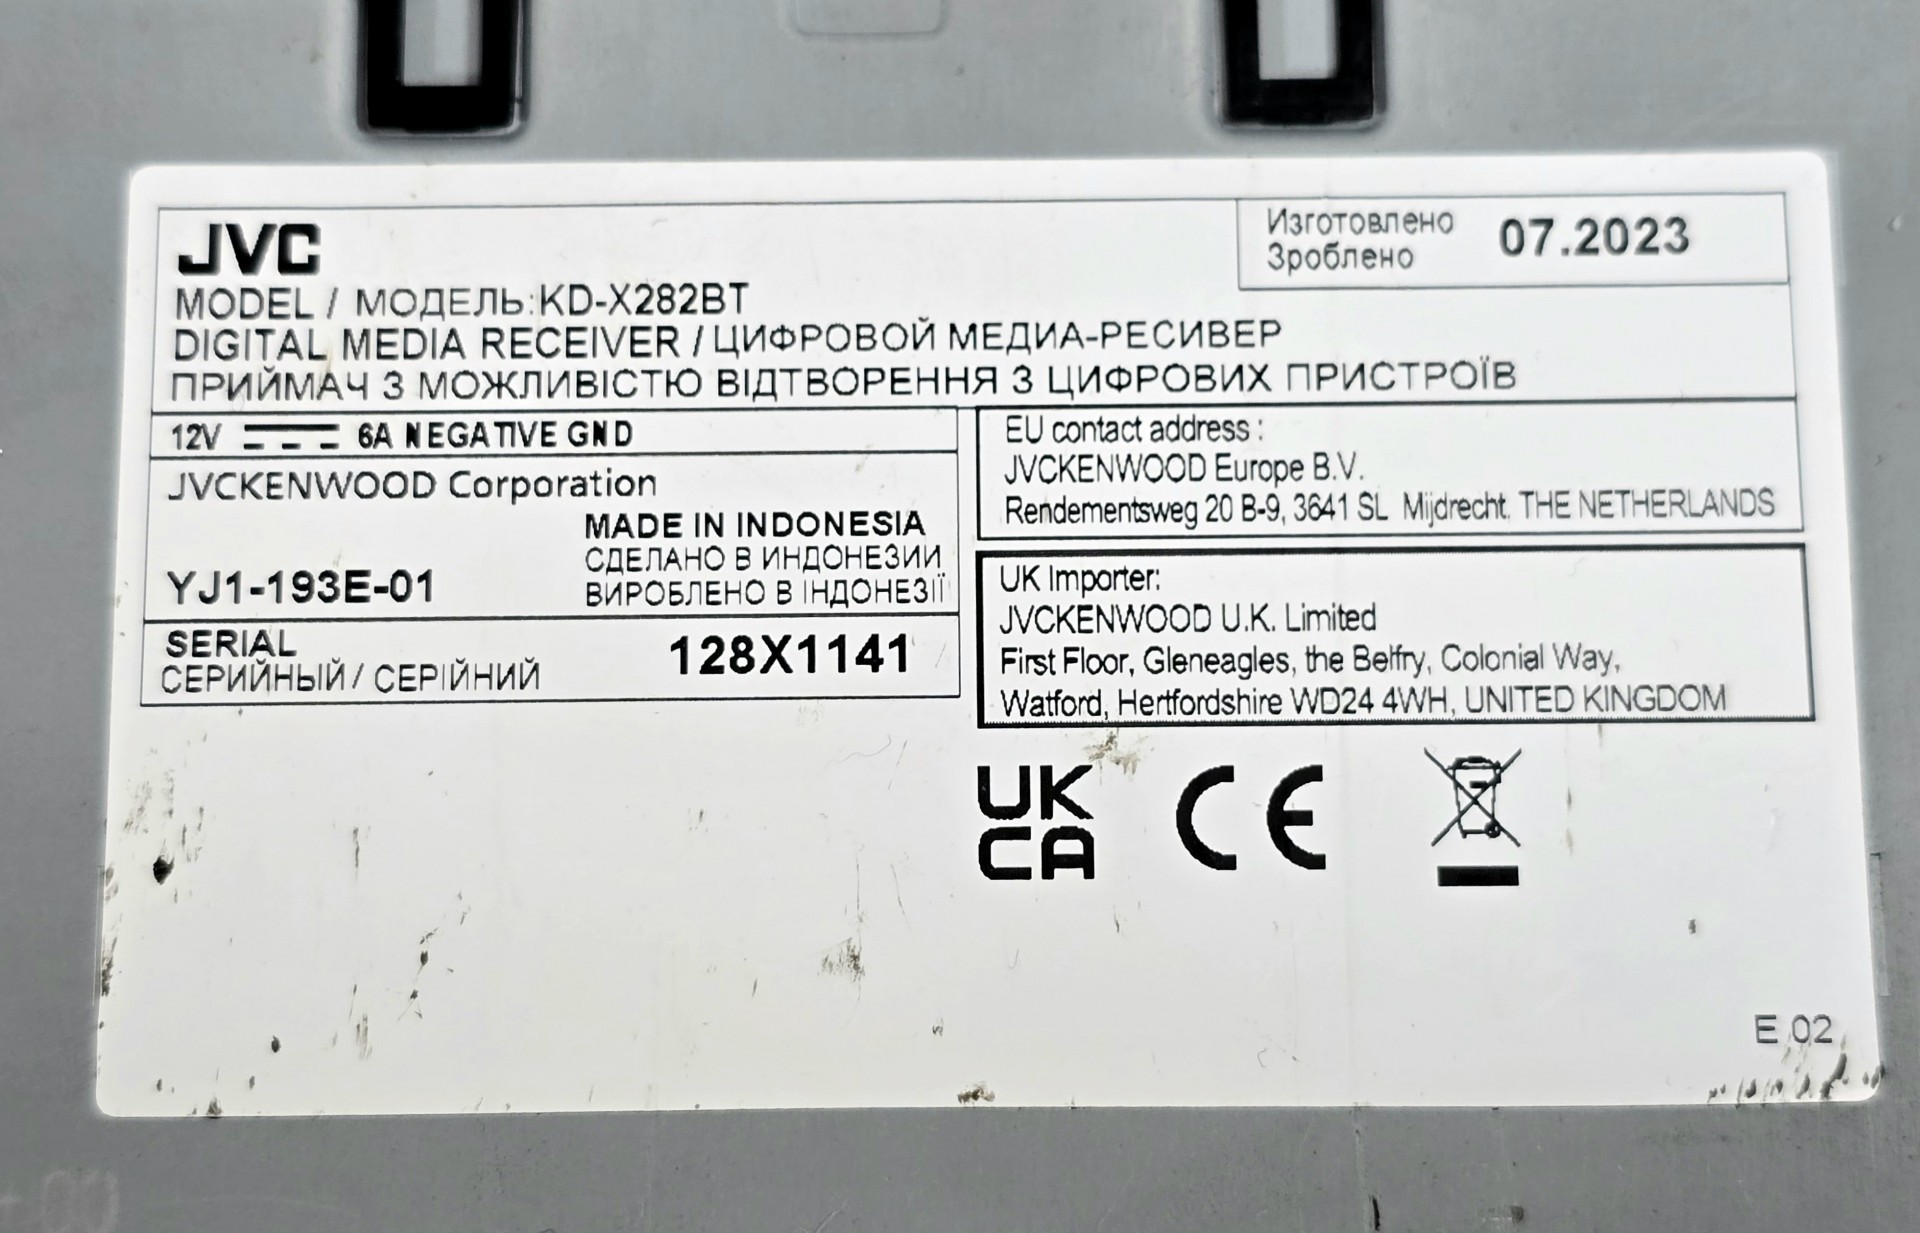 JVC
Изготовлено
Зроблено
07.2023
MODEL / МОДЕЛЬ:KD-X282BT
DIGITAL MEDIA RECEIVER / ЦИФРОВОЙ МЕДИА-РЕСИВЕР
ПРИЙМАЧ З МОЖЛИВІСТЮ ВІДТВОРЕННЯ З ЦИФРОВИХ ПРИСТРОЇВ
12V 6A NEGATIVE GND
JVCKENWOOD Corporation
MADE IN INDONESIA
СДЕЛАНО В ИНДОНЕЗИИ
ВИРОБЛЕНО В ІНДОНЕЗІЇ
YJ1-193E-01
SERIAL
СЕРИЙНЫЙ / СЕРІЙНИЙ
128X1141
EU contact address :
JVCKENWOOD Europe B.V.
Rendementsweg 20 B-9, 3641 SL Mijdrecht, THE NETHERLANDS
UK Importer:
JVCKENWOOD U.K. Limited
First Floor, Gleneagles, the Belfry, Colonial Way,
Watford, Hertfordshire WD24 4WH, UNITED KINGDOM
UK
CA
CE
E 02